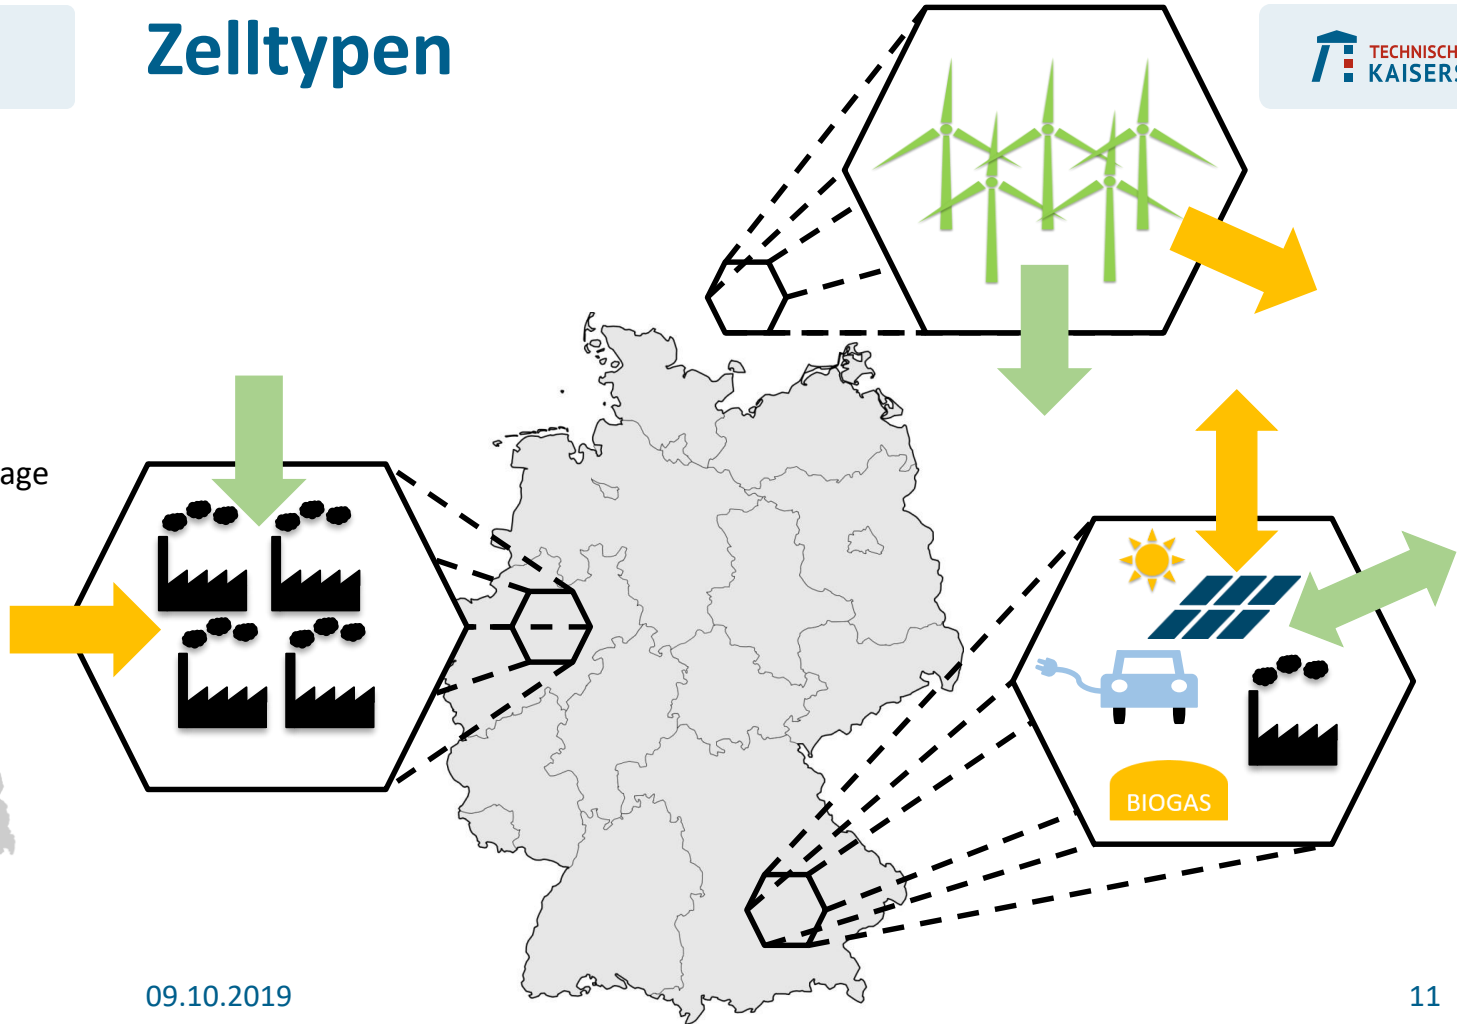 Zelltypen
TECHNISCH
KAISERS
age
BIOGAS
09.10.2019
11